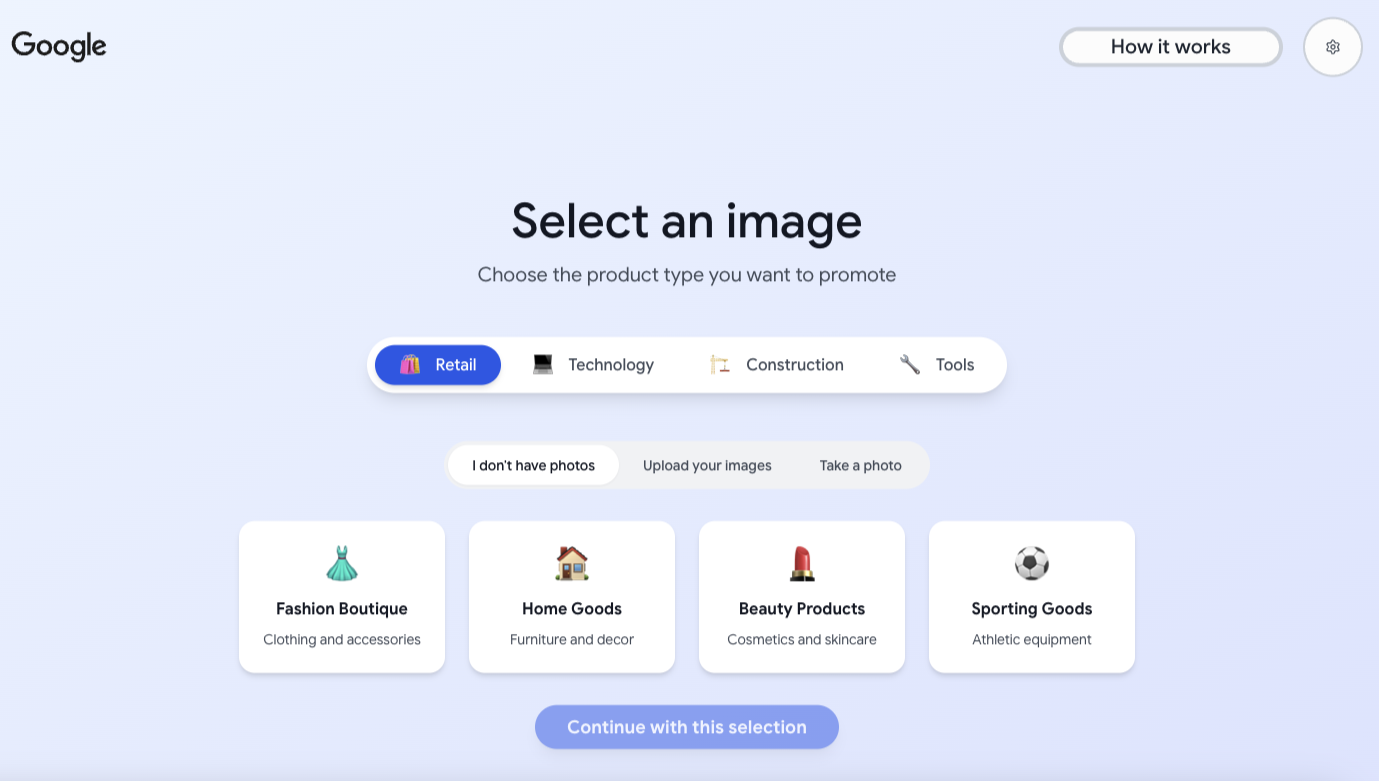 Google
How it works
Select an image
Choose the product type you want to promote
Retail
Technology
Construction
Tools
I don't have photos
Upload your images
Take a photo
Fashion Boutique
Clothing and accessories
Home Goods
Furniture and decor
Beauty Products
Cosmetics and skincare
Sporting Goods
Athletic equipment
Continue with this selection